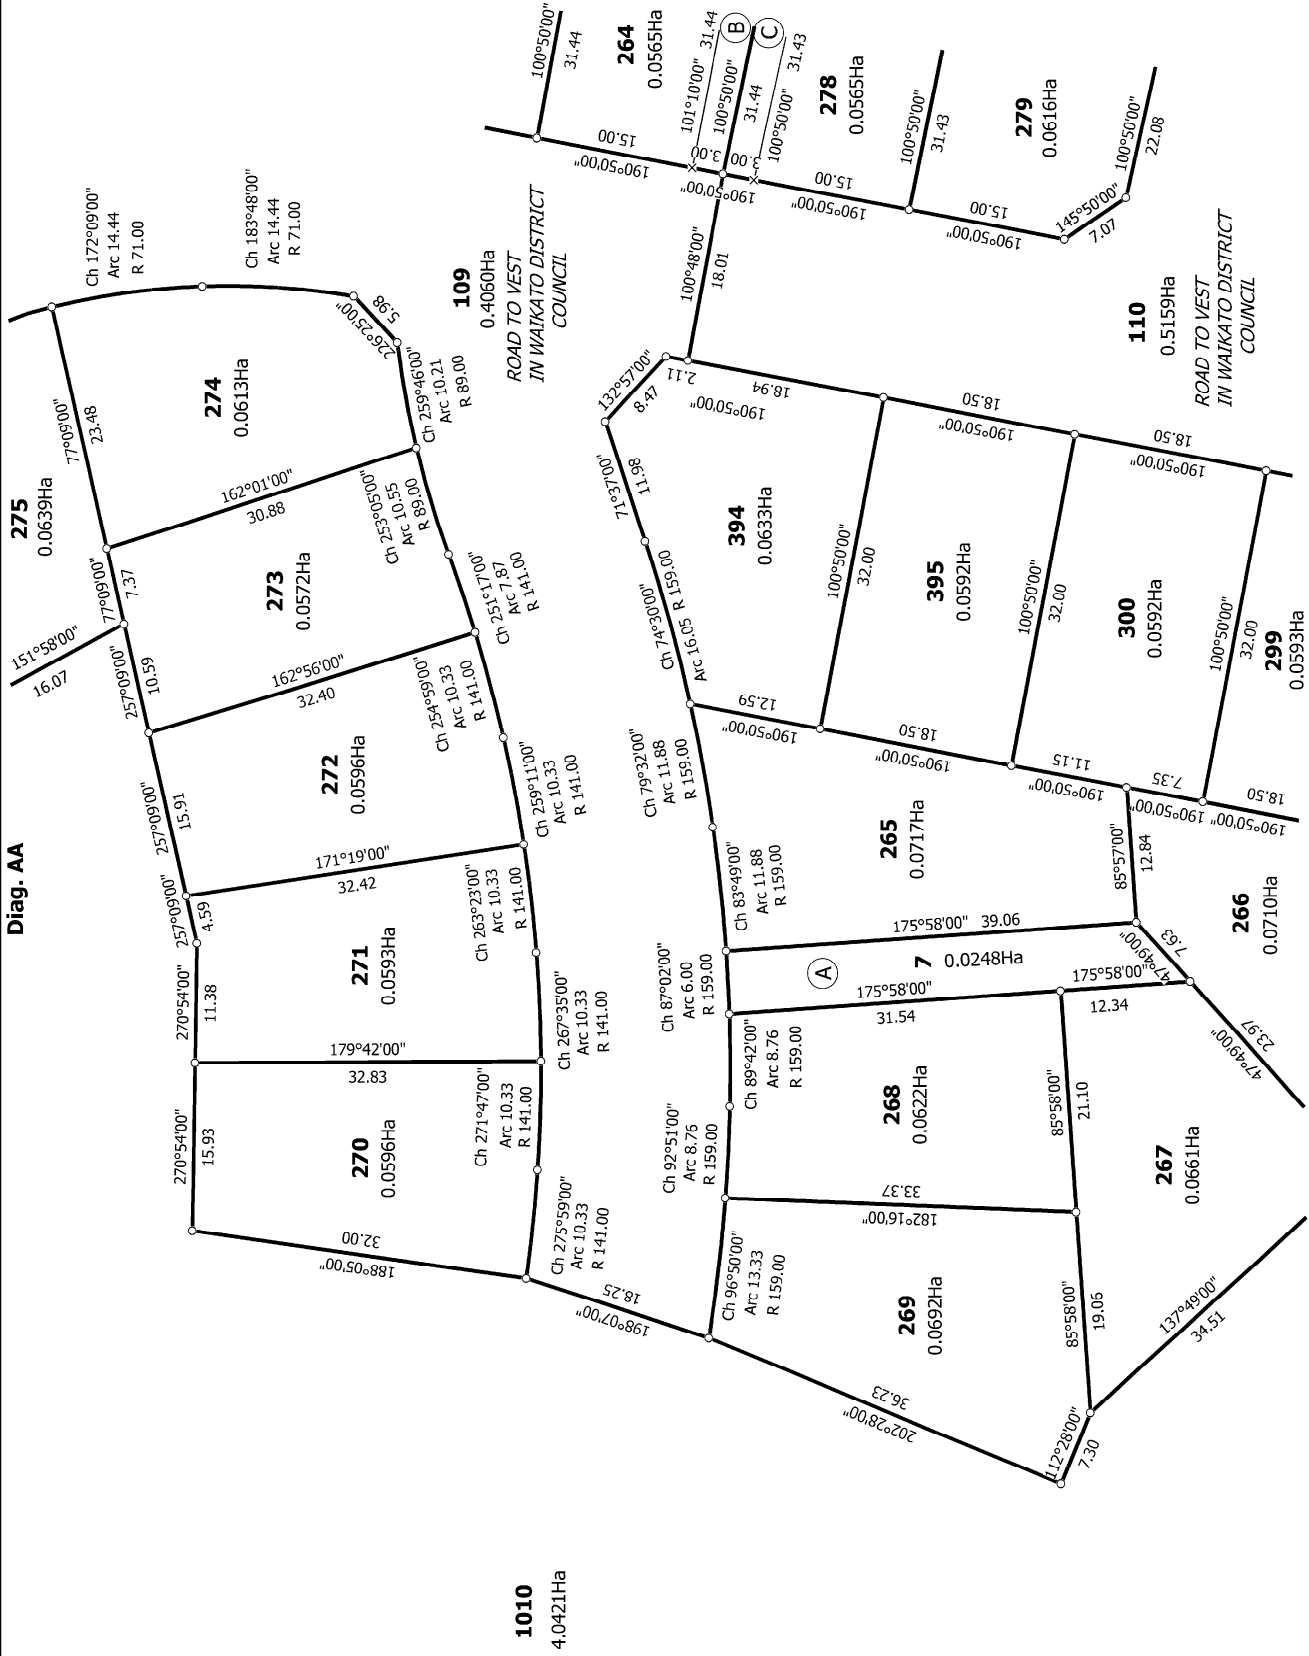 Diag. AA
151°58'00"
16.07
275
0.0639Ha
77°09'00"
23.48
Ch 172°09'00"
Arc 14.44
R 71.00
Ch 183°48'00"
Arc 14.44
R 71.00
226°25'00"
5.98
274
0.0613Ha
162°01'00"
30.88
Ch 259°46'00"
Arc 10.21
R 89.00
77°09'00"
7.37
273
0.0572Ha
Ch 253°05'00"
Arc 10.55
R 89.00
Ch 251°17'00"
Arc 7.87
R 141.00
257°09'00"
10.59
162°56'00"
32.40
Ch 254°59'00"
Arc 10.33
R 141.00
257°09'00"
15.91
272
0.0596Ha
Ch 259°11'00"
Arc 10.33
R 141.00
171°19'00"
32.42
257°09'00"
4.59
270°54'00"
11.38
271
0.0593Ha
Ch 263°23'00"
Arc 10.33
R 141.00
Ch 267°35'00"
Arc 10.33
R 141.00
179°42'00"
32.83
270°54'00"
15.93
270
0.0596Ha
Ch 271°47'00"
Arc 10.33
R 141.00
Ch 275°59'00"
Arc 10.33
R 141.00
188°05'00"
32.00
198°07'00"
18.25
109
0.4060Ha
ROAD TO VEST
IN WAIKATO DISTRICT
COUNCIL
100°50'00"
31.44
264
0.0565Ha
190°50'00"
15.00
101°10'00"
31.44
B
3.00
100°50'00"
31.44
C
190°50'00"
3.00
100°50'00"
31.43
278
0.0565Ha
190°50'00"
15.00
100°50'00"
31.43
279
0.0616Ha
190°50'00"
15.00
145°50'00"
7.07
100°50'00"
22.08
100°48'00"
18.01
110
0.5159Ha
ROAD TO VEST
IN WAIKATO DISTRICT
COUNCIL
132°57'00"
8.47
2.11
190°50'00"
18.94
71°37'00"
11.98
Ch 74°30'00"
Arc 16.05 R 159.00
394
0.0633Ha
100°50'00"
32.00
190°50'00"
18.50
190°50'00"
12.59
395
0.0592Ha
100°50'00"
32.00
190°50'00"
18.50
190°50'00"
18.50
300
0.0592Ha
190°50'00"
11.15
190°50'00"
7.35
100°50'00"
32.00
299
0.0593Ha
190°50'00"
18.50
Ch 79°32'00"
Arc 11.88
R 159.00
Ch 83°49'00"
Arc 11.88
R 159.00
265
0.0717Ha
85°57'00"
12.84
175°58'00" 39.06
266
0.0710Ha
47°49'00"
7.63
Ch 87°02'00"
Arc 6.00
R 159.00
A
7
0.0248Ha
175°58'00"
31.54
175°58'00"
12.34
47°49'00"
23.97
Ch 89°42'00"
Arc 8.76
R 159.00
Ch 92°51'00"
Arc 8.76
R 159.00
268
0.0622Ha
85°58'00"
21.10
182°16'00"
33.37
267
0.0661Ha
Ch 96°50'00"
Arc 13.33
R 159.00
269
0.0692Ha
85°58'00"
19.06
137°49'00"
34.51
202°28'00"
36.23
112°28'00"
7.30
1010
4.0421Ha